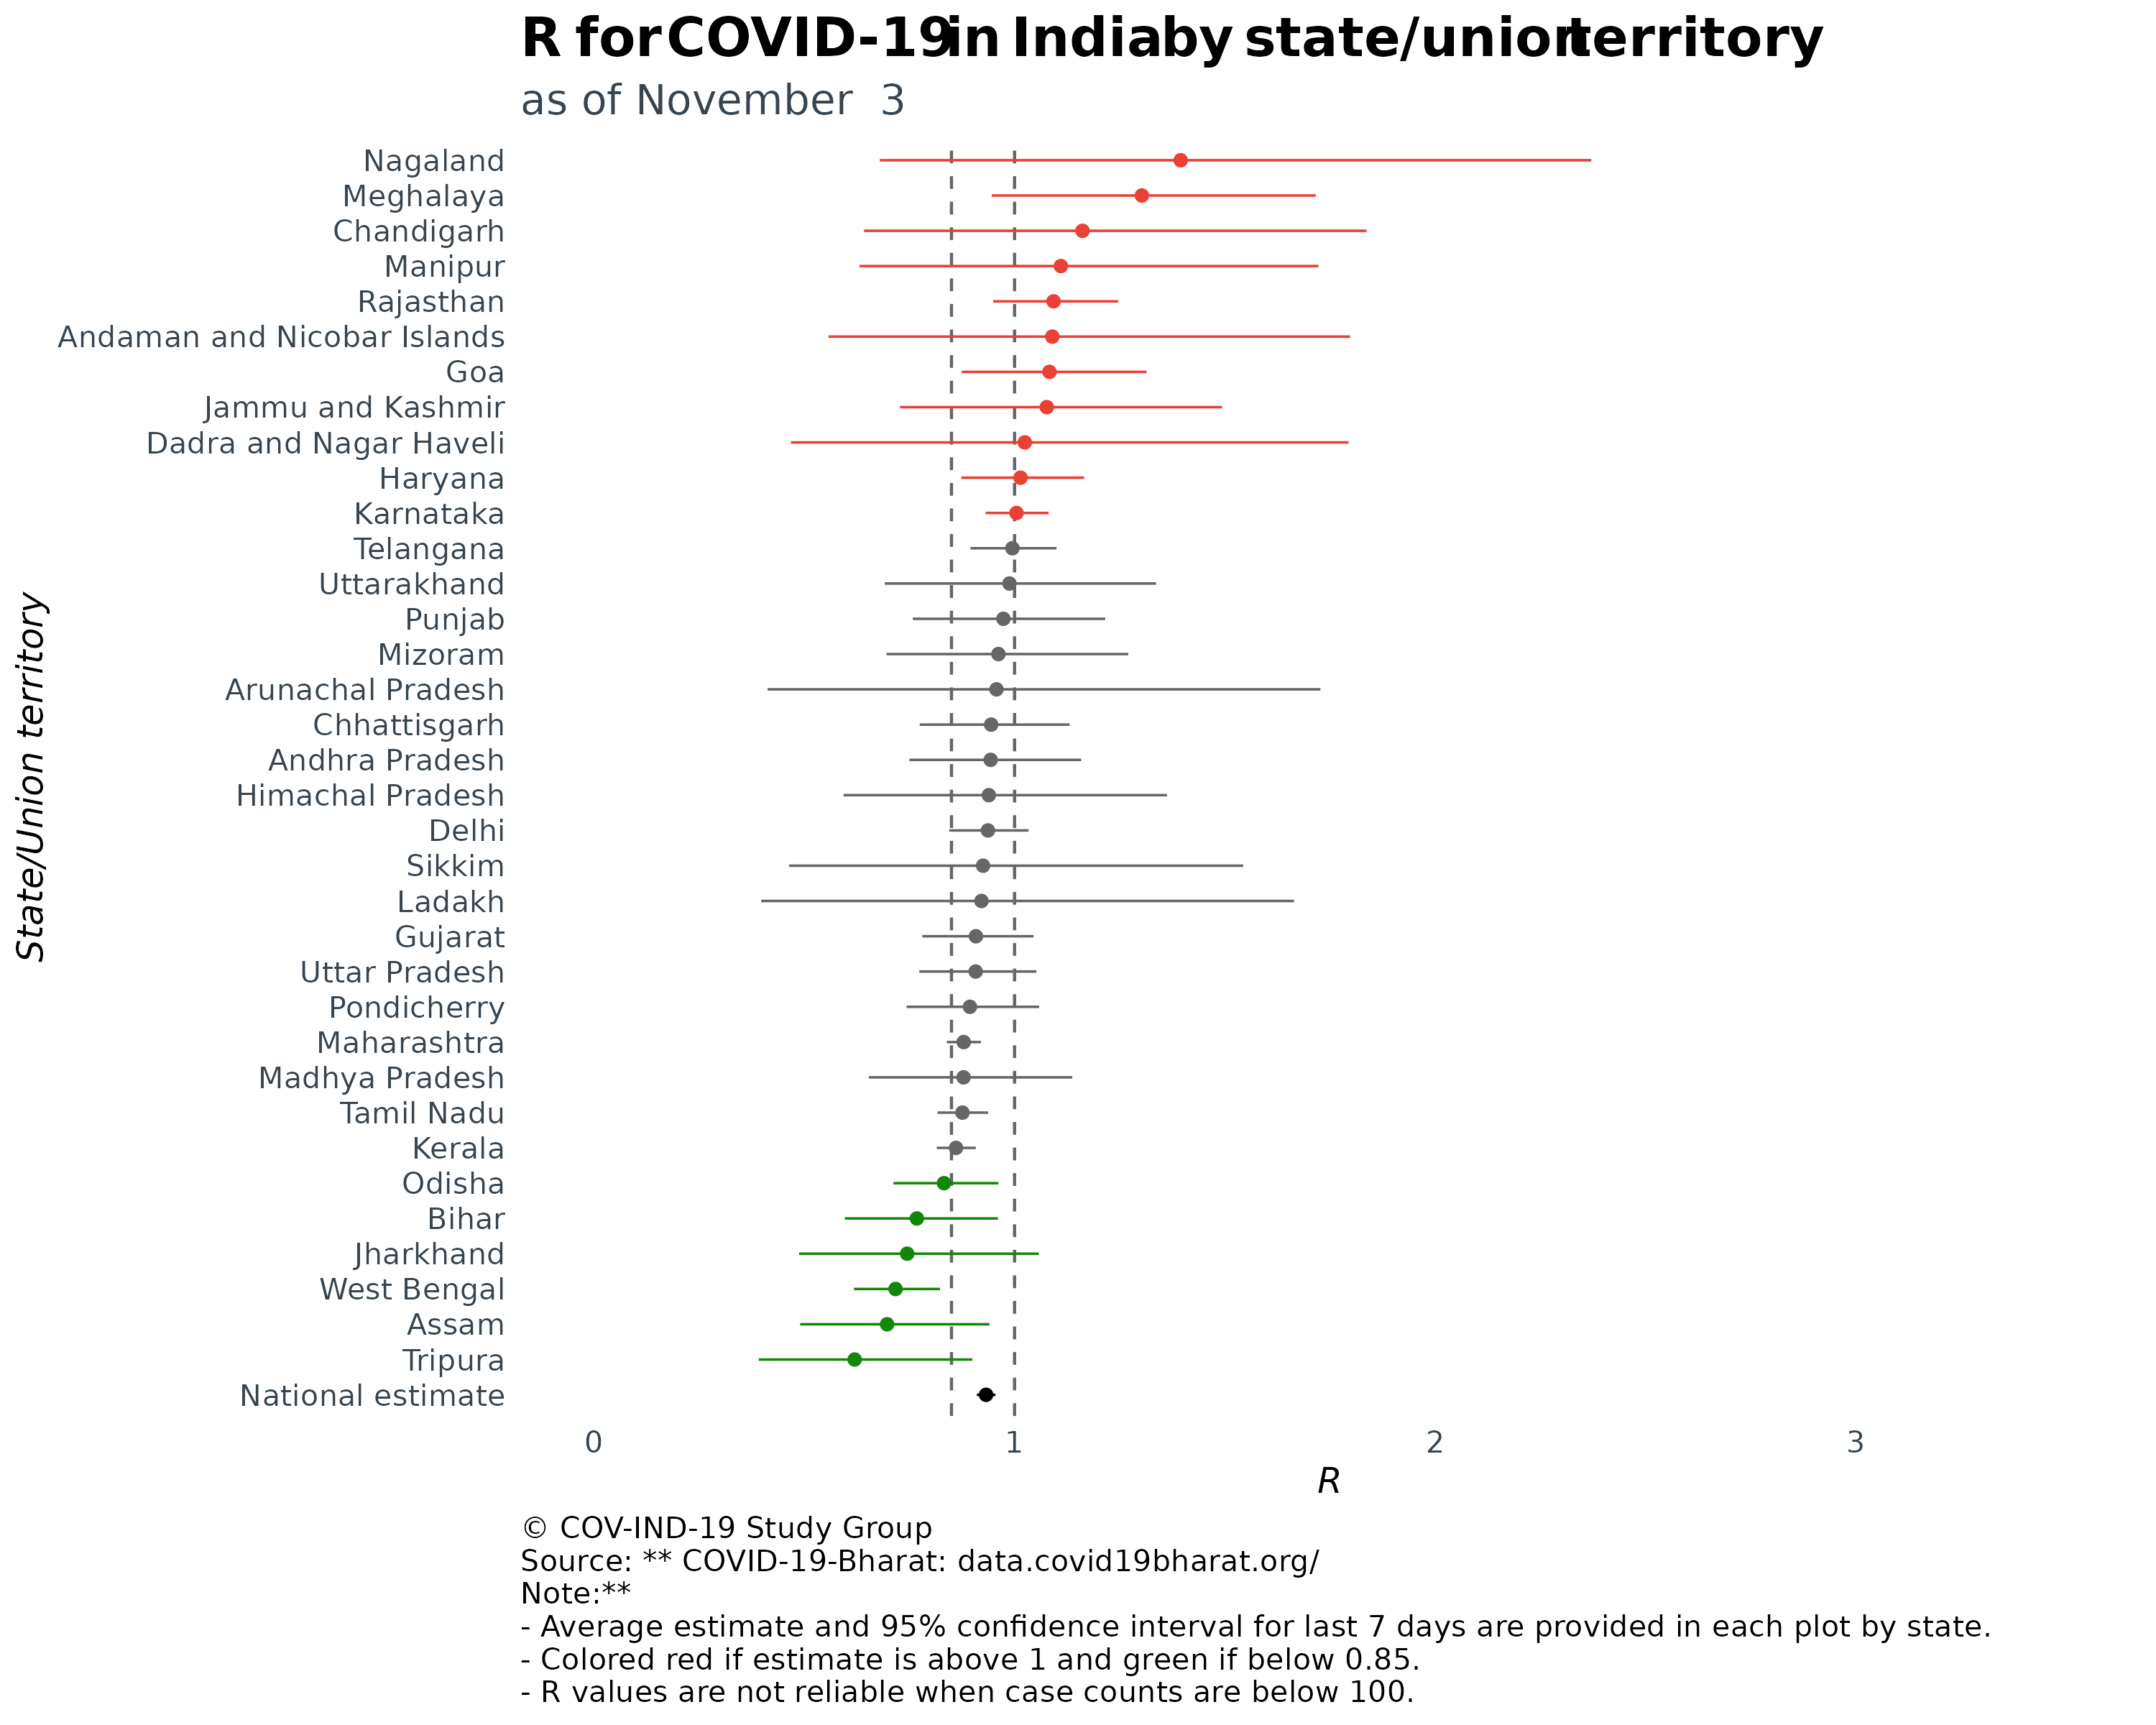 R for COVID-19 in India by state/union territory
as of November 3
Nagaland
Meghalaya
Chandigarh
Manipur
Rajasthan
Andaman and Nicobar Islands
Goa
Jammu and Kashmir
Dadra and Nagar Haveli
Haryana
Karnataka
Telangana
Uttarakhand
Punjab
Mizoram
Arunachal Pradesh
Chhattisgarh
Andhra Pradesh
Himachal Pradesh
Delhi
Sikkim
Ladakh
Gujarat
Uttar Pradesh
Pondicherry
Maharashtra
Madhya Pradesh
Tamil Nadu
Kerala
Odisha
Bihar
Jharkhand
West Bengal
Assam
Tripura
National estimate
State/Union territory
0 1 2 3
R
© COV-IND-19 Study Group
Source: ** COVID-19-Bharat: data.covid19bharat.org/
Note:**
- Average estimate and 95% confidence interval for last 7 days are provided in each plot by state.
- Colored red if estimate is above 1 and green if below 0.85.
- R values are not reliable when case counts are below 100.